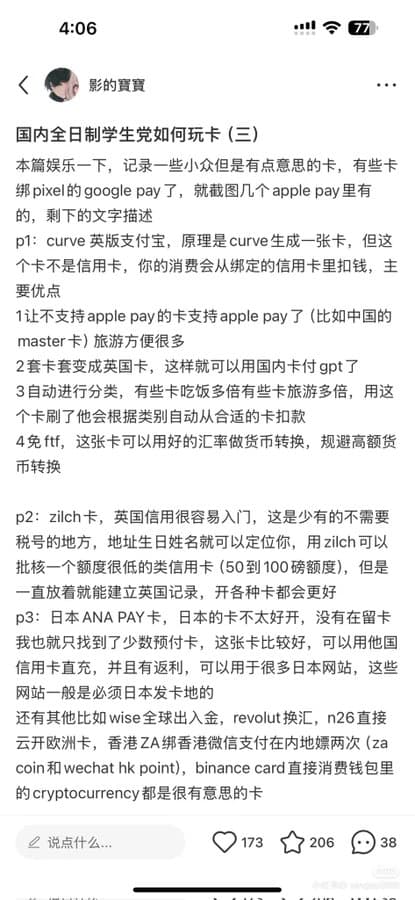 4:06
77
影的寶寶
国内全日制学生党如何玩卡（三）
本篇娱乐一下，记录一些小众但是有点意思的卡，有些卡
绑pixel的google pay了，就截图几个apple pay里有
的，剩下的文字描述
p1：curve 英版支付宝，原理是curve生成一张卡，但这
个卡不是信用卡，你的消费会从绑定的信用卡里扣钱，主
要优点
1让不支持apple pay的卡支持apple pay了（比如中国的
master卡）旅游方便很多
2套卡套变成英国卡，这样就可以用国内卡付gpt了
3自动进行分类，有些卡吃饭多倍有些卡旅游多倍，用这
个卡刷了他会根据类别自动从合适的卡扣款
4免ftf，这张卡可以用好的汇率做货币转换，规避高额货
币转换
p2：zilch卡，英国信用很容易入门，这是少有的不需要
税号的地方，地址生日姓名就可以定位你，用zilch可以
批核一个额度很低的类信用卡（50到100磅额度），但是
一直放着就能建立英国记录，开各种卡都会更好
p3：日本ANA PAY卡，日本的卡不太好开，没有在留卡
我也就只找到了少数预付卡，这张卡比较好，可以用他国
信用卡直充，并且有返利，可以用于很多日本网站，这些
网站一般是必须日本发卡地的
还有其他比如wise全球出入金，revolut换汇，n26直接
云开欧洲卡，香港ZA绑香港微信支付在内地嫖两次（za
coin和wechat hk point)，binance card直接消费钱包里
的cryptocurrency都是很有意思的卡
说点什么...
173
206
38